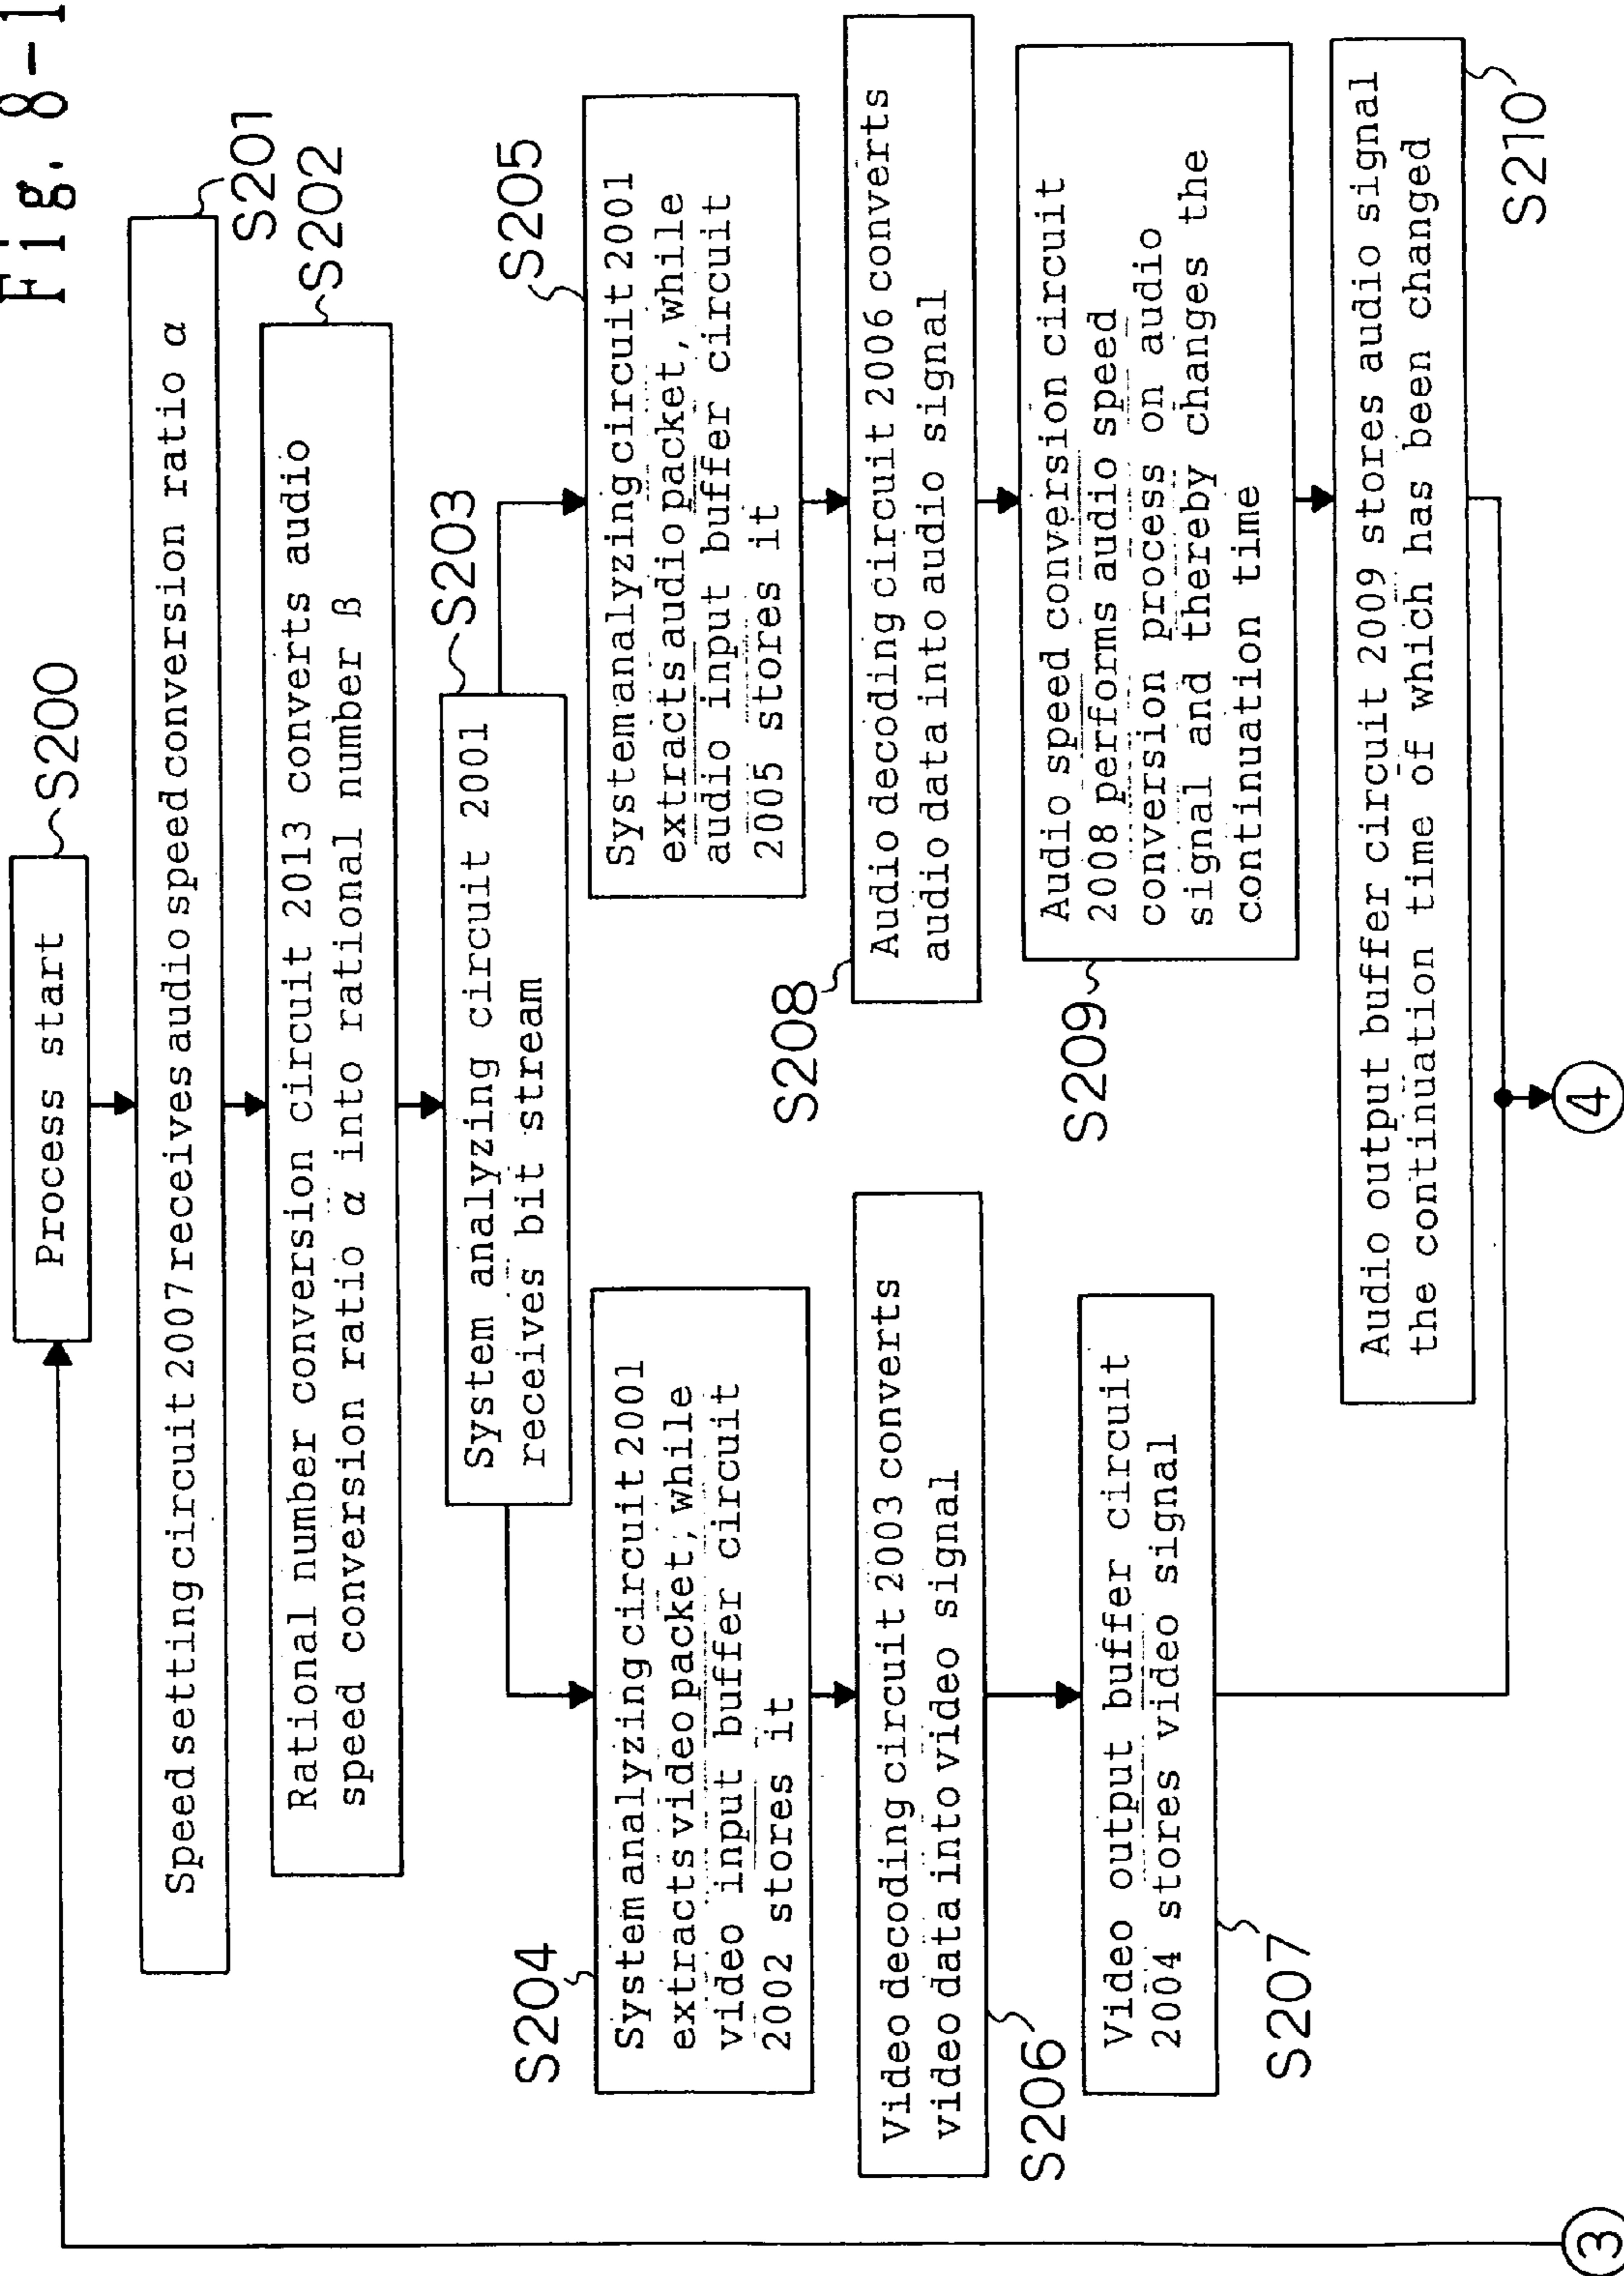 Fig. 8-1
Process start
S200
Speed setting circuit 2007 receives audio speed conversion ratio α
S201
Rational number conversion circuit 2013 converts audio
speed conversion ratio α into rational number β
S202
System analyzing circuit 2001
receives bit stream
S203
S204
System analyzing circuit 2001
extracts video packet, while
video input buffer circuit
2002 stores it
S205
System analyzing circuit 2001
extracts audio packet, while
audio input buffer circuit
2005 stores it
Video decoding circuit 2003 converts
video data into video signal
S206
S208
Audio decoding circuit 2006 converts
audio data into audio signal
Video output buffer circuit
2004 stores video signal
S207
S209
Audio speed conversion circuit
2008 performs audio speed
conversion process on audio
signal and thereby changes the
continuation time
Audio output buffer circuit 2009 stores audio signal
the continuation time of which has been changed
S210
3
4